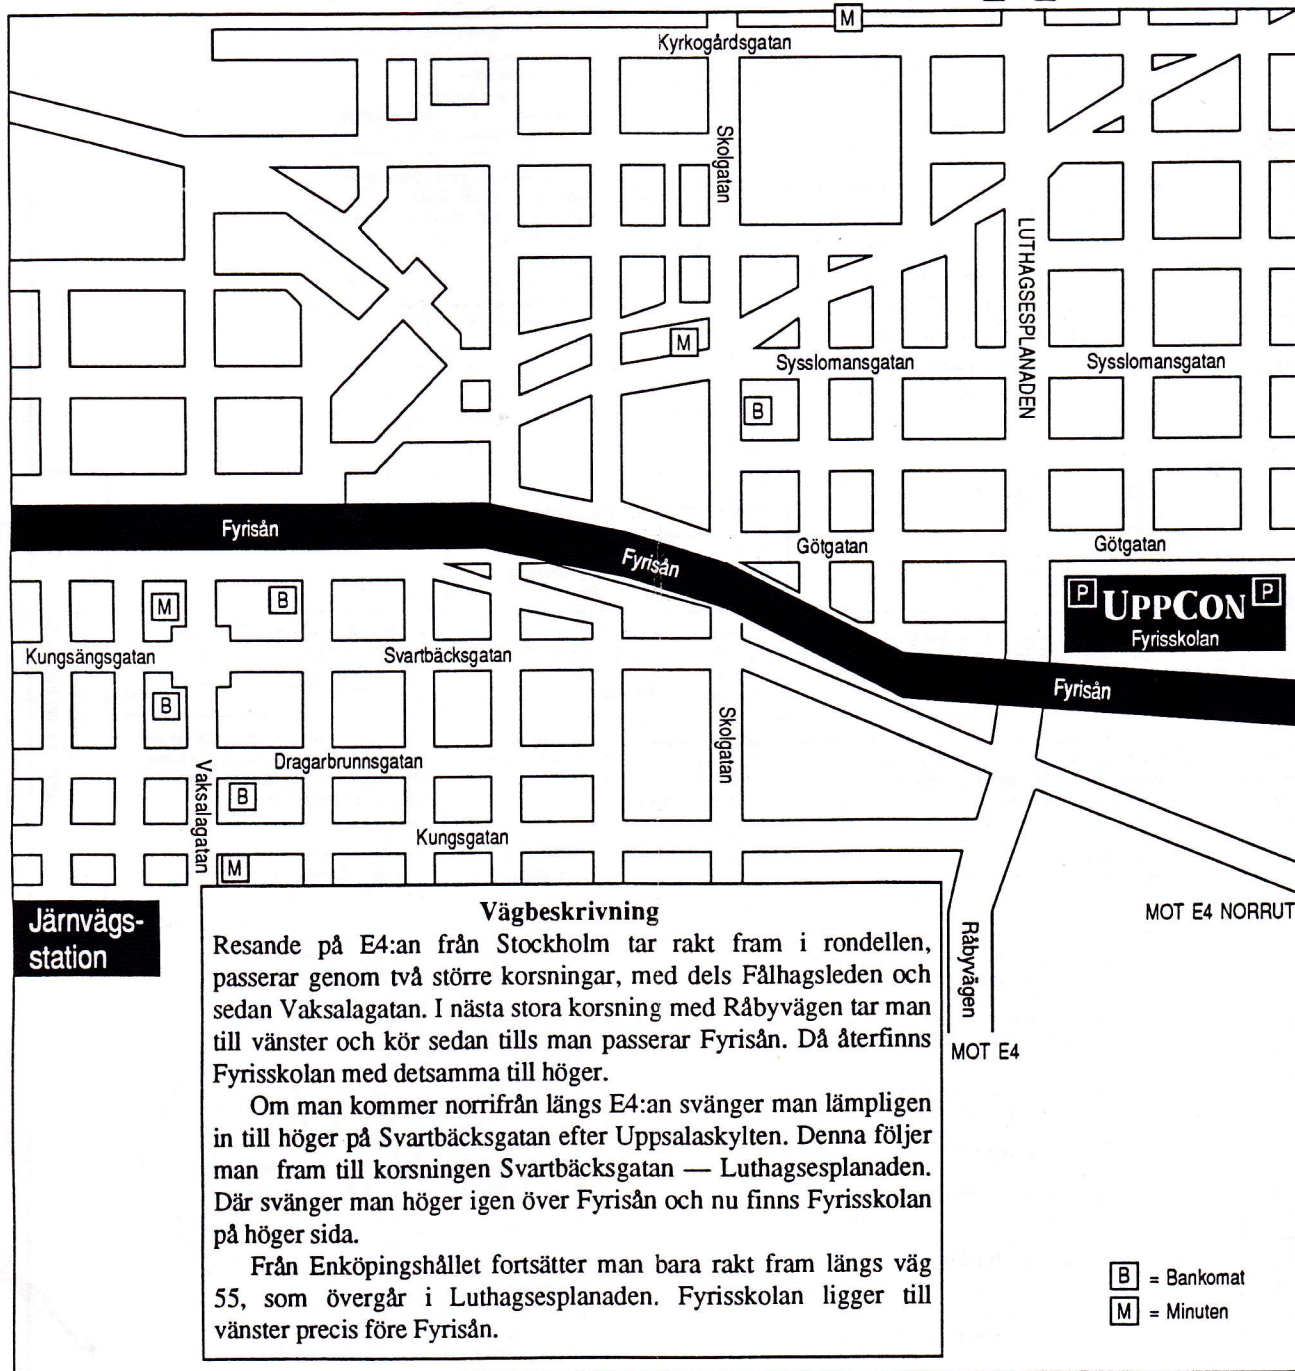 M
Kyrkogårdsgatan
Skolgatan
LUTHAGSESPLANADEN
M
Sysslomansgatan
Sysslomansgatan
B
Fyrisån
Fyrisån
Götgatan
Götgatan
M
B
P UPPCON P
Fyrisskolan
Kungsängsgatan
Svartbäcksgatan
Fyrisån
B
Skolgatan
Dragarbrunnsgatan
Vaksalagatan
B
Kungsgatan
M
Järnvägs-
station
MOT E4 NORRUT
Råbyvägen
MOT E4
Vägbeskrivning
Resande på E4:an från Stockholm tar rakt fram i rondellen,
passerar genom två större korsningar, med dels Fålhagsleden och
sedan Vaksalagatan. I nästa stora korsning med Råbyvägen tar man
till vänster och kör sedan tills man passerar Fyrisån. Då återfinns
Fyrisskolan med detsamma till höger.
Om man kommer norrifrån längs E4:an svänger man lämpligen
in till höger på Svartbäcksgatan efter Uppsalaskylten. Denna följer
man fram till korsningen Svartbäcksgatan — Luthagsesplanaden.
Där svänger man höger igen över Fyrisån och nu finns Fyrisskolan
på höger sida.
Från Enköpingshållet fortsätter man bara rakt fram längs väg
55, som övergår i Luthagsesplanaden. Fyrisskolan ligger till
vänster precis före Fyrisån.
B = Bankomat
M = Minuten